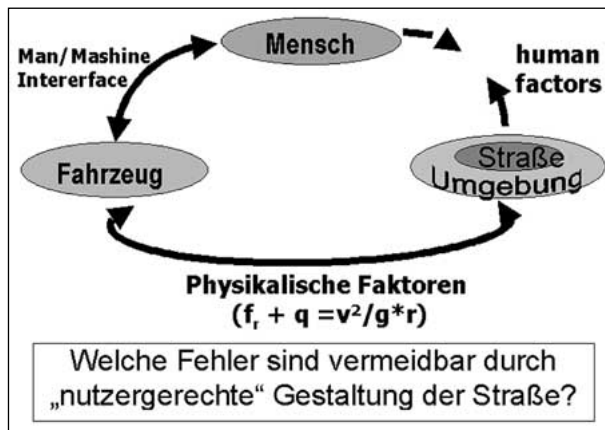 Mensch
Man/Mashine
Intererface
human
factors
Fahrzeug
Straße
Umgebung
Physikalische Faktoren
(fᵣ + q =v²/g*r)
Welche Fehler sind vermeidbar durch
„nutzergerechte“ Gestaltung der Straße?